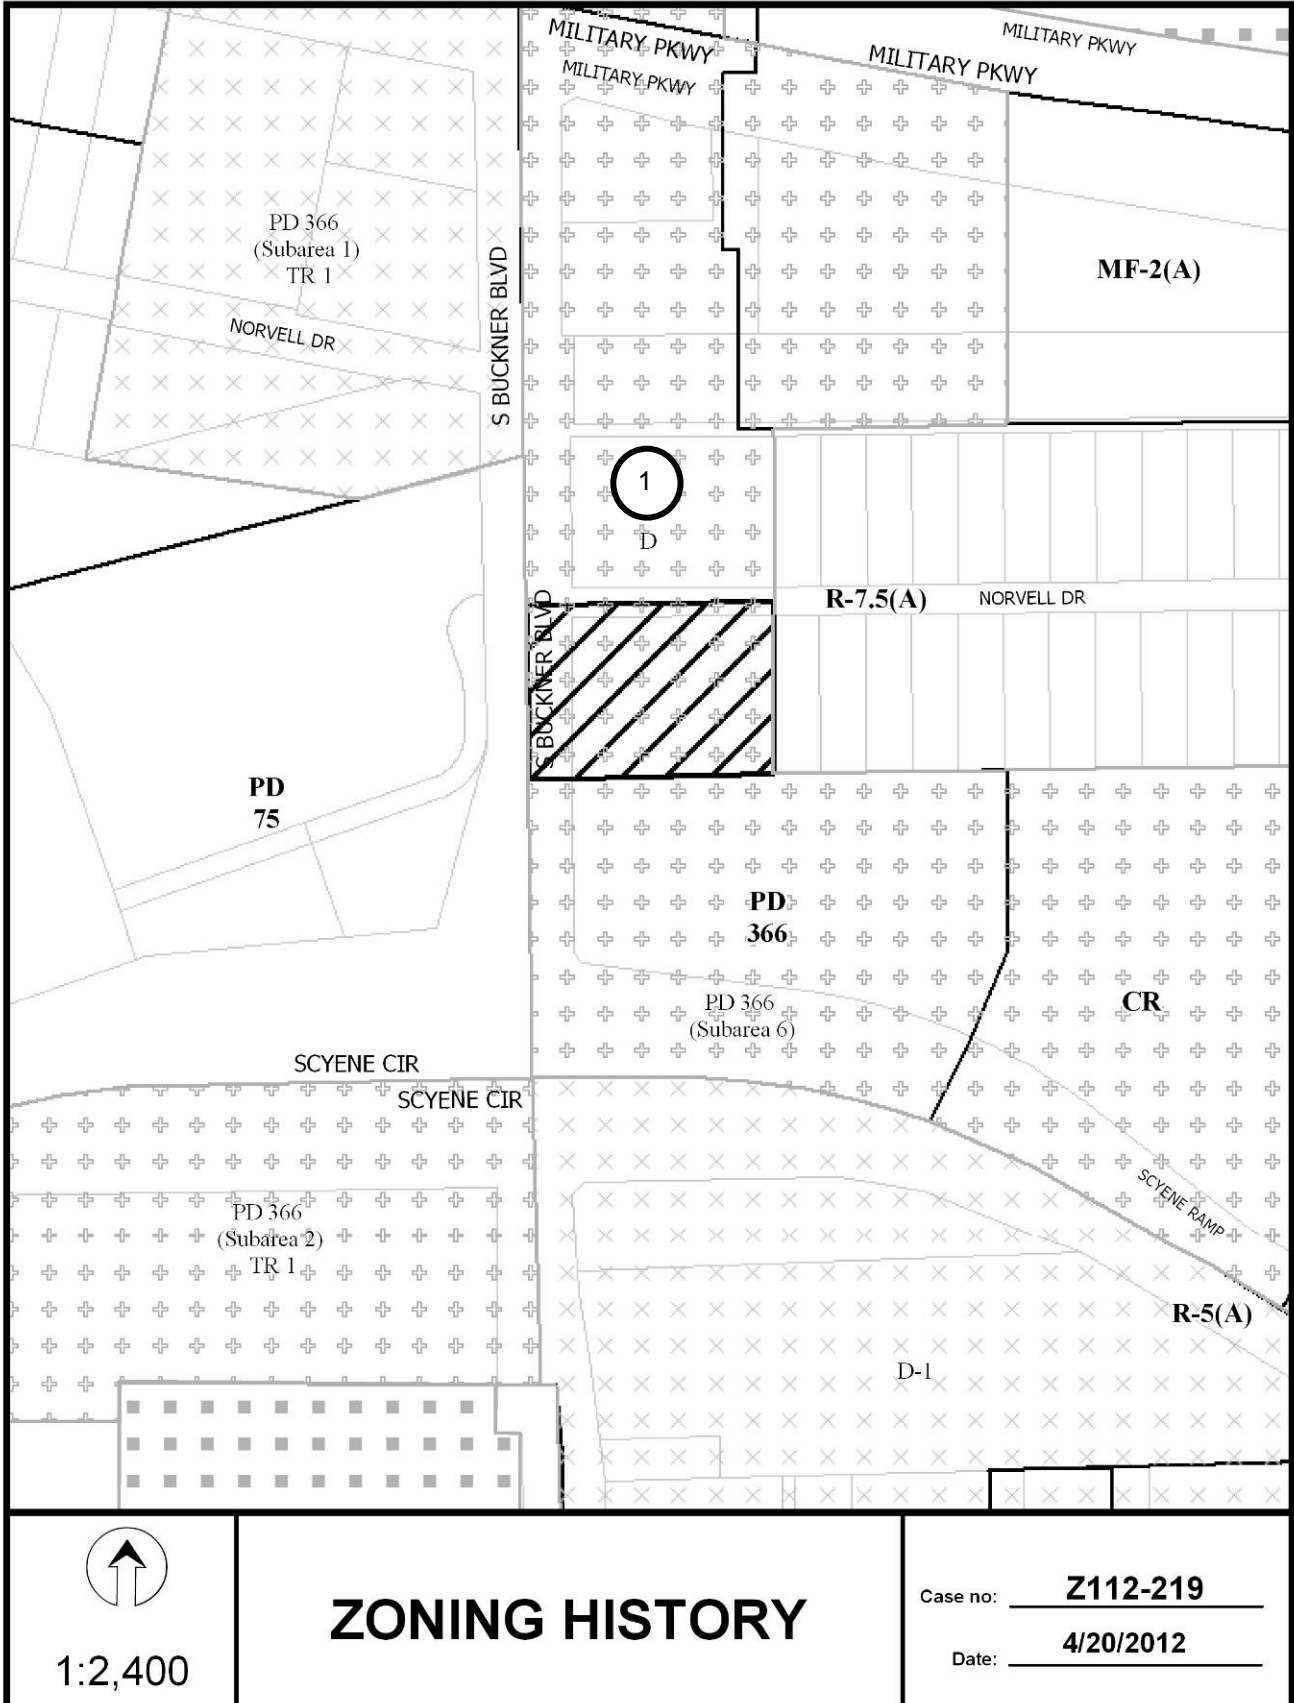 MILITARY PKWY
MILITARY PKWY
MILITARY PKWY
MILITARY PKWY
PD 366
(Subarea 1)
TR 1
S BUCKNER BLVD
MF-2(A)
NORVELL DR
1
D
R-7.5(A)
NORVELL DR
S BUCKNER BLVD
PD
75
PD
366
PD 366
(Subarea 6)
CR
SCYENE CIR
SCYENE CIR
SCYENE RAMP
PD 366
(Subarea 2)
TR 1
R-5(A)
D-1
1:2,400
ZONING HISTORY
Case no: Z112-219
Date: 4/20/2012